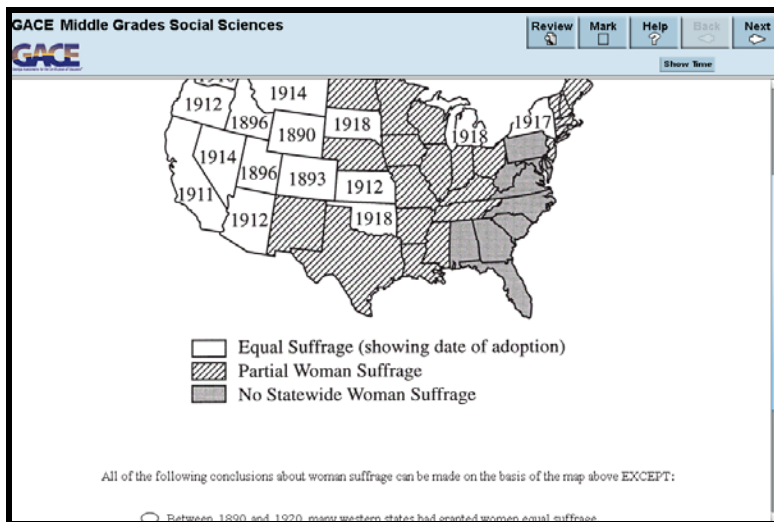 GACE Middle Grades Social Sciences
Review Mark Help Back Next
GACE
Show Time
1914
1912
1896 1918 1917
1890 1918
1914
1896 1893
1911 1912
1912 1918
Equal Suffrage (showing date of adoption)
Partial Woman Suffrage
No Statewide Woman Suffrage
All of the following conclusions about woman suffrage can be made on the basis of the map above EXCEPT:
Between 1890 and 1920, many western states had granted women equal suffrage.